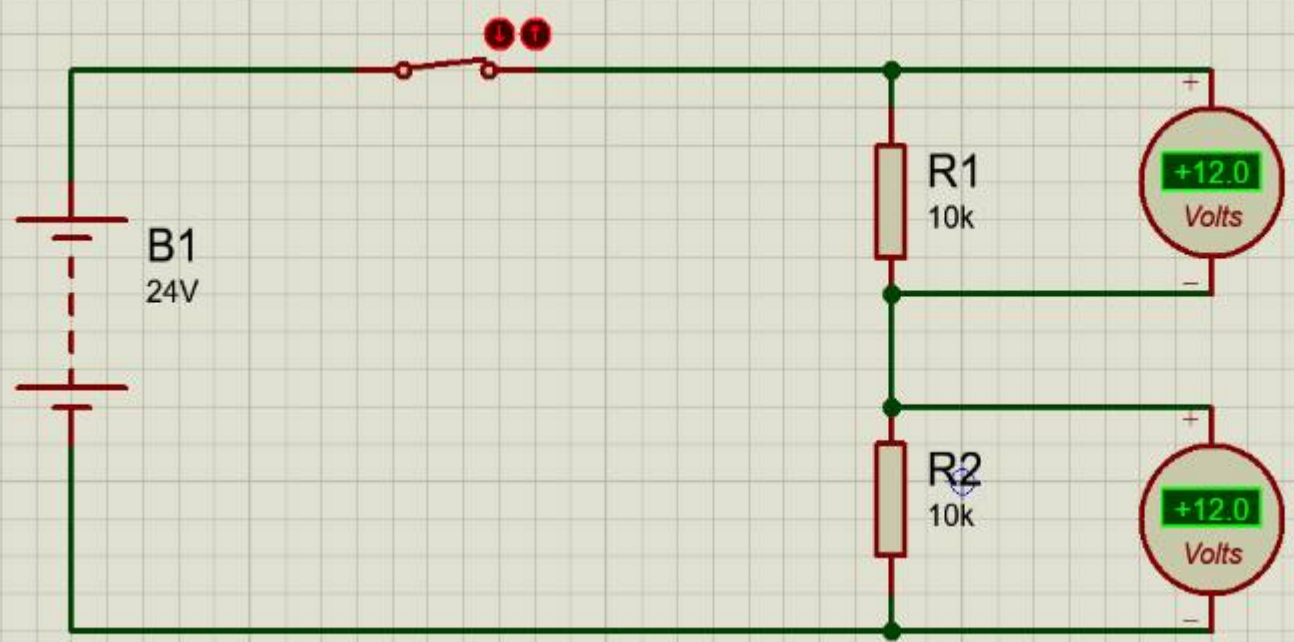 B1
24V
R1
10k
+
+12.0
Volts
−
R2
10k
+
+12.0
Volts
−